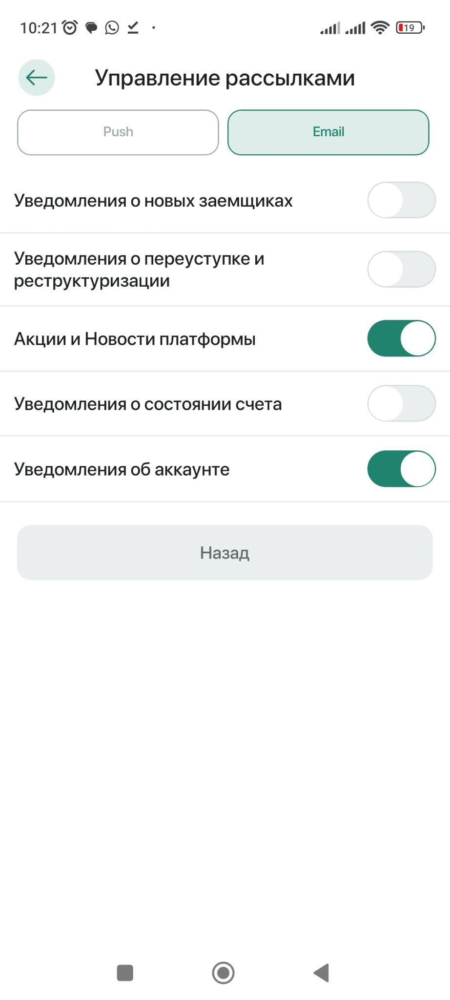 10:21
19
Управление рассылками
Push
Email
Уведомления о новых заемщиках
Уведомления о переуступке и
реструктуризации
Акции и Новости платформы
Уведомления о состоянии счета
Уведомления об аккаунте
Назад